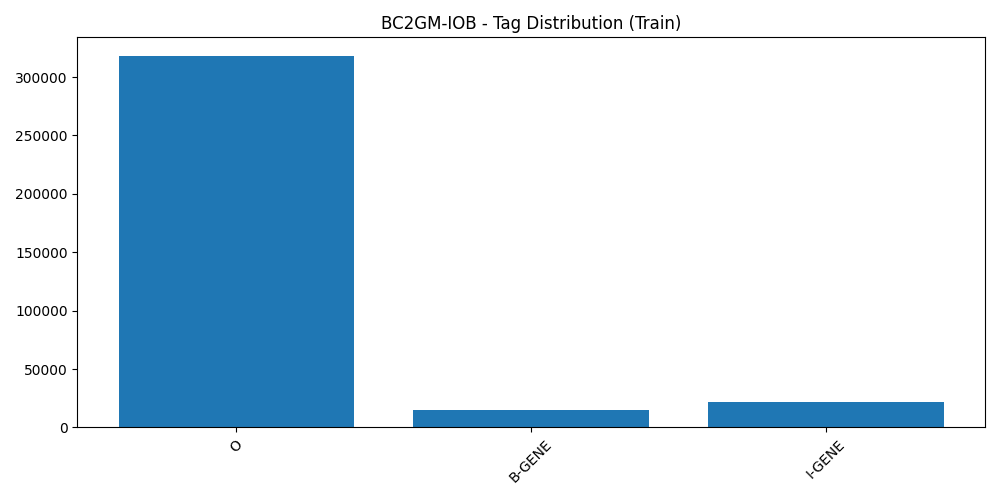 BC2GM-IOB - Tag Distribution (Train)
300000
250000
200000
150000
100000
50000
0
O
B-GENE
I-GENE